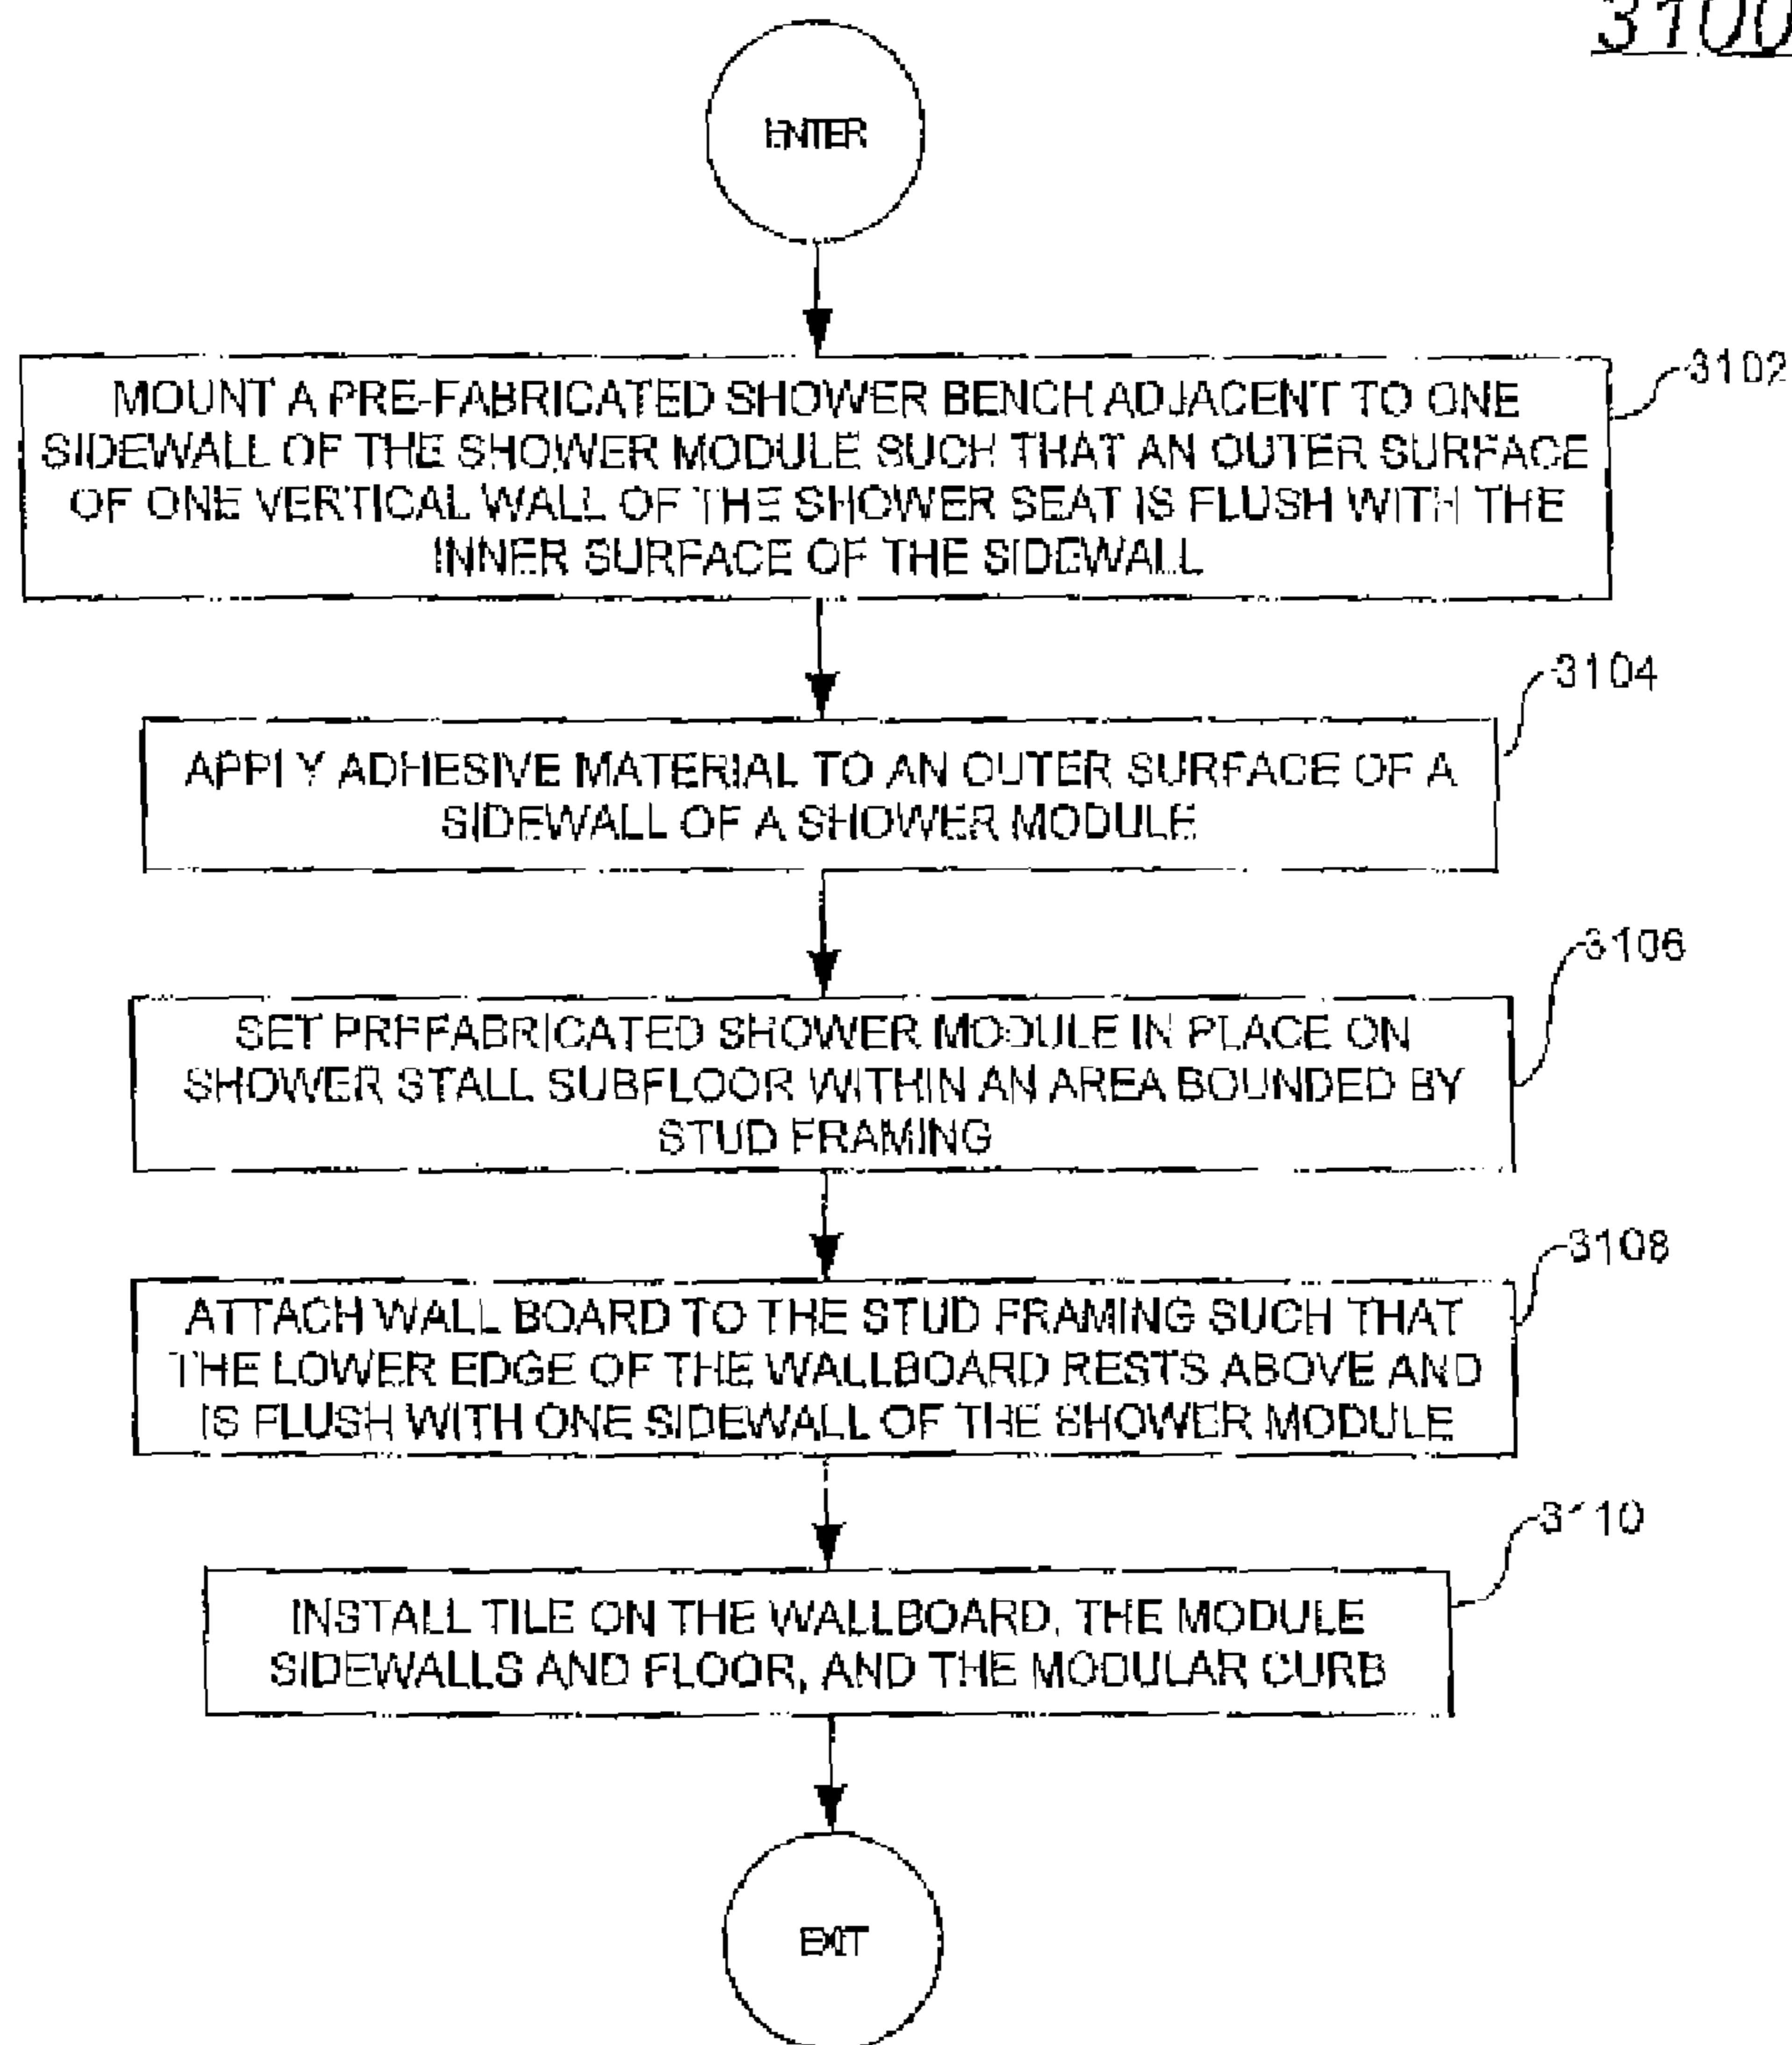 3100
ENTER
MOUNT A PRE-FABRICATED SHOWER BENCH ADJACENT TO ONE
SIDEWALL OF THE SHOWER MODULE SUCH THAT AN OUTER SURFACE
OF ONE VERTICAL WALL OF THE SHOWER SEAT IS FLUSH WITH THE
INNER SURFACE OF THE SIDEWALL
3102
APPLY ADHESIVE MATERIAL TO AN OUTER SURFACE OF A
SIDEWALL OF A SHOWER MODULE
3104
SET PREFABRICATED SHOWER MODULE IN PLACE ON
SHOWER STALL SUBFLOOR WITHIN AN AREA BOUNDED BY
STUD FRAMING
3106
ATTACH WALL BOARD TO THE STUD FRAMING SUCH THAT
THE LOWER EDGE OF THE WALLBOARD RESTS ABOVE AND
IS FLUSH WITH ONE SIDEWALL OF THE SHOWER MODULE
3108
INSTALL TILE ON THE WALLBOARD, THE MODULE
SIDEWALLS AND FLOOR, AND THE MODULAR CURB
3110
EXIT